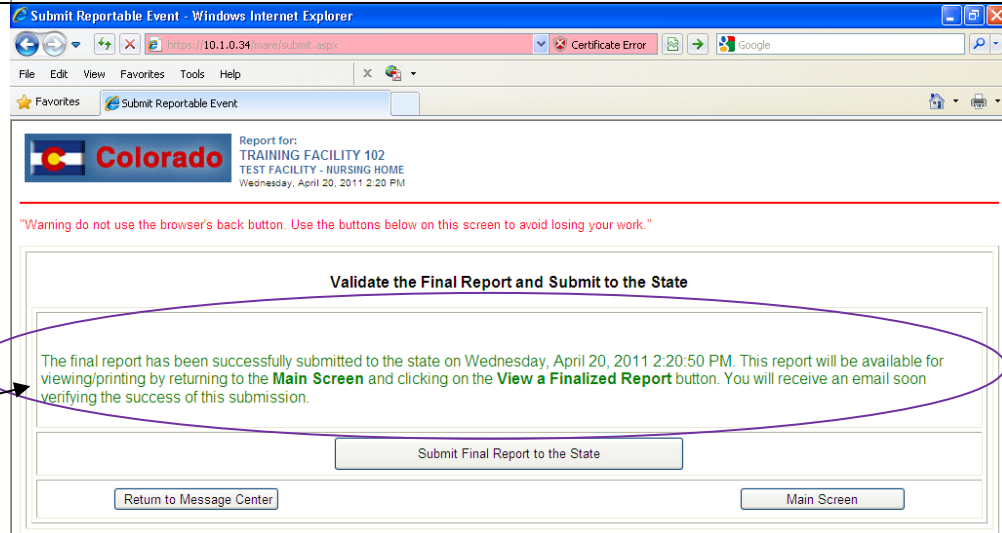 Submit Reportable Event - Windows Internet Explorer
https://10.1.0.34/mare/submit.aspx
Certificate Error
Google
File Edit View Favorites Tools Help
Favorites
Submit Reportable Event
Colorado
Report for:
TRAINING FACILITY 102
TEST FACILITY - NURSING HOME
Wednesday, April 20, 2011 2:20 PM
"Warning do not use the browser's back button. Use the buttons below on this screen to avoid losing your work."
Validate the Final Report and Submit to the State
The final report has been successfully submitted to the state on Wednesday, April 20, 2011 2:20:50 PM. This report will be available for
viewing/printing by returning to the Main Screen and clicking on the View a Finalized Report button. You will receive an email soon
verifying the success of this submission.
Submit Final Report to the State
Return to Message Center
Main Screen